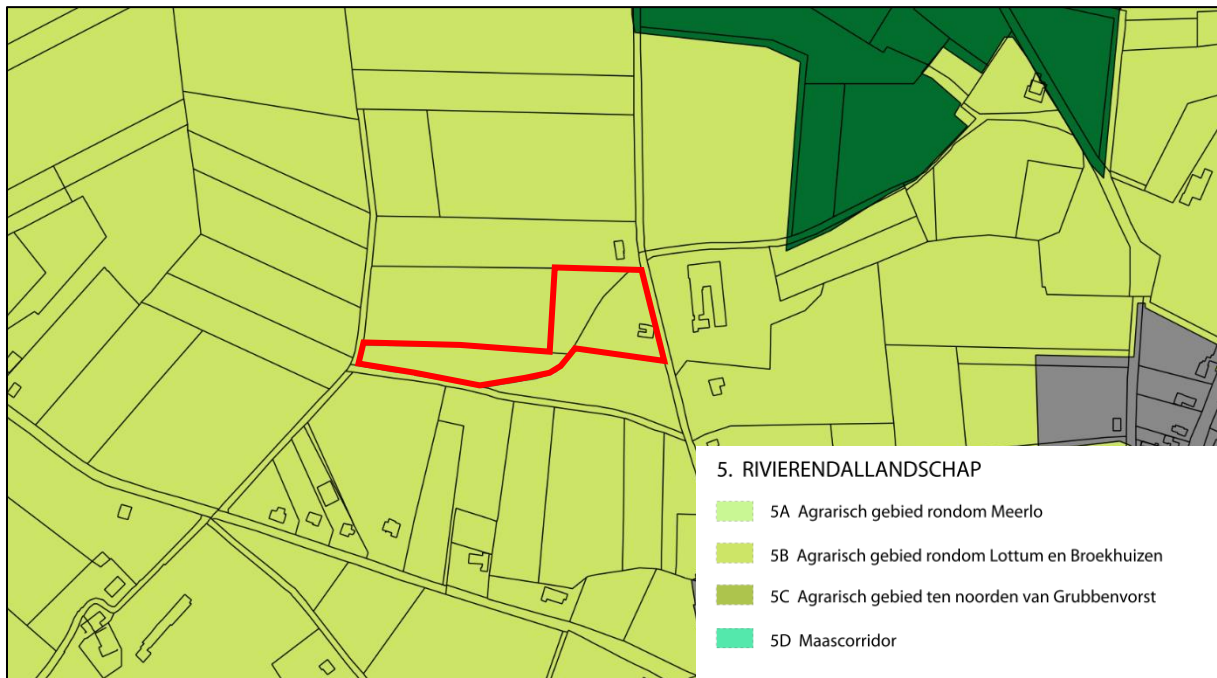 5. RIVIERENDALLANDSCHAP
5A Agrarisch gebied rondom Meerlo
5B Agrarisch gebied rondom Lottum en Broekhuizen
5C Agrarisch gebied ten noorden van Grubbenvorst
5D Maascorridor